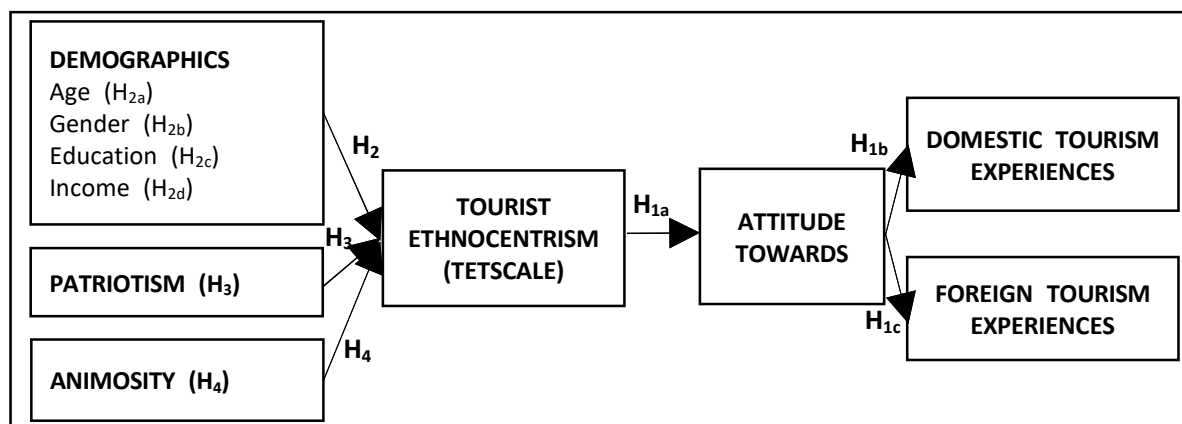 DEMOGRAPHICS
Age (H2a)
Gender (H2b)
Education (H2c)
Income (H2d)
PATRIOTISM (H3)
ANIMOSITY (H4)
H2
H3
H4
TOURIST
ETHNOCENTRISM
(TETSCALE)
H1a
ATTITUDE
TOWARDS
H1b
H1c
DOMESTIC TOURISM
EXPERIENCES
FOREIGN TOURISM
EXPERIENCES